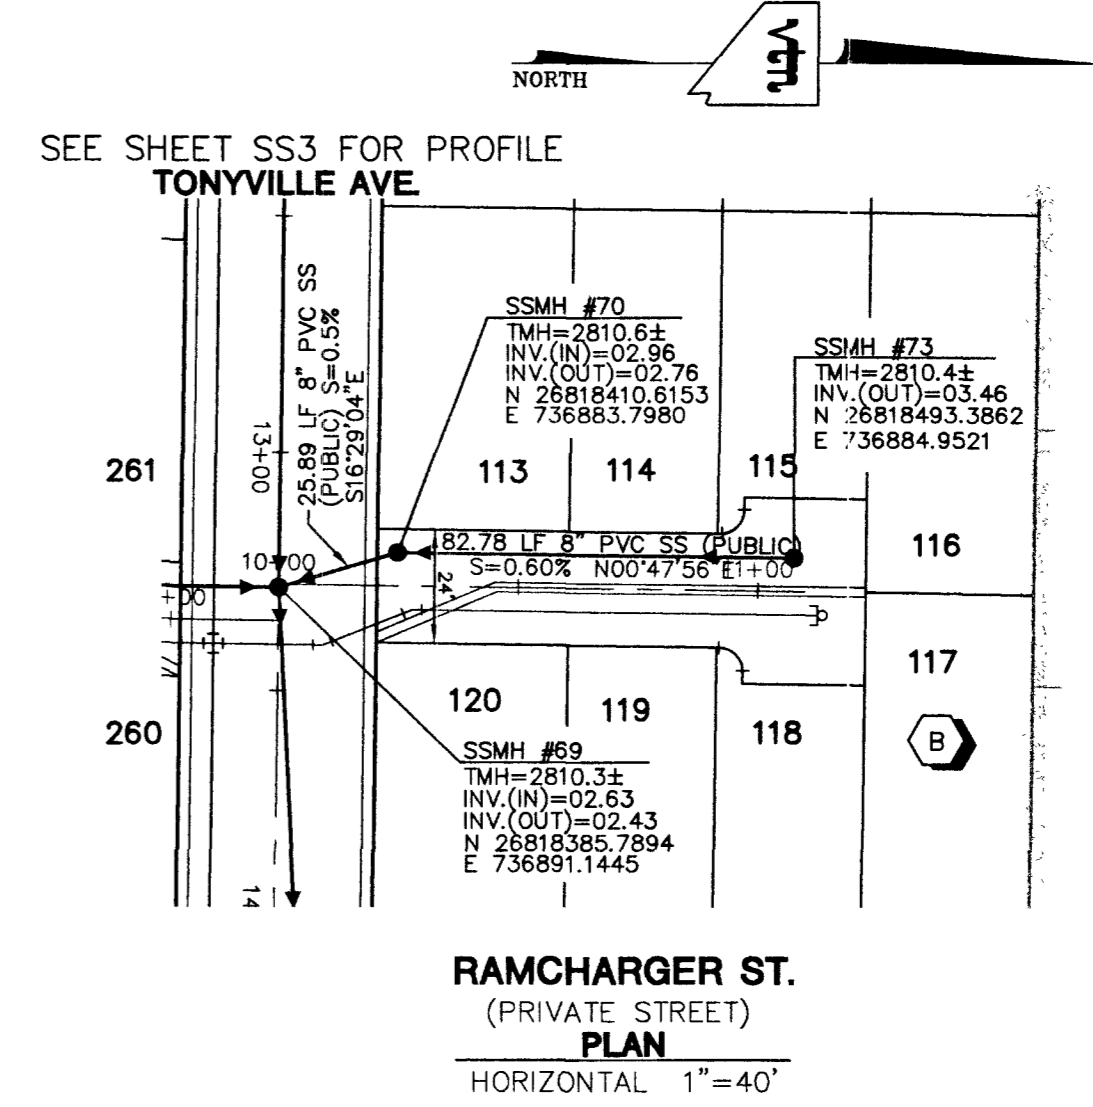 vtn
NORTH
SEE SHEET SS3 FOR PROFILE
TONYVILLE AVE.
25.89 LF 8" PVC SS
(PUBLIC) S=0.5%
S16°29'04"E
13+00
SSMH #70
TMH=2810.6±
INV.(IN)=02.96
INV.(OUT)=02.76
N 26818410.6153
E 736883.7980
SSMH #73
TMH=2810.4±
INV.(OUT)=03.46
N 26818493.3862
E 736884.9521
261
113
114
115
116
82.78 LF 8" PVC SS (PUBLIC)
S=0.60% N00°47'56"E
1+00
10+00
24'
+00
117
120
119
118
260
B
SSMH #69
TMH=2810.3±
INV.(IN)=02.63
INV.(OUT)=02.43
N 26818385.7894
E 736891.1445
14
RAMCHARGER ST.
(PRIVATE STREET)
PLAN
HORIZONTAL 1"=40'